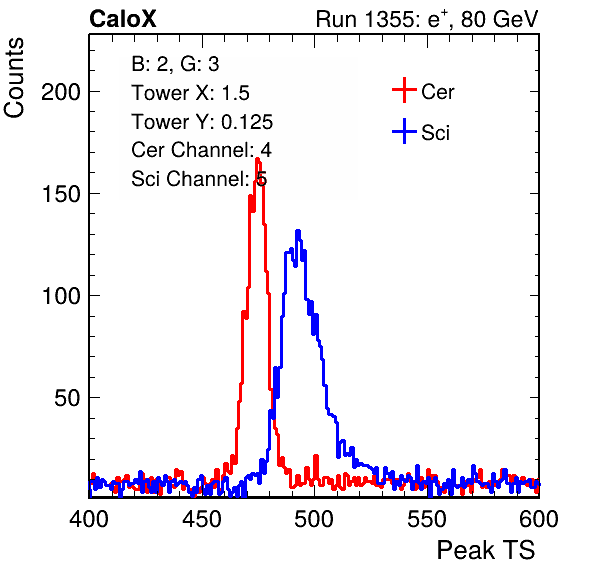 CaloX Run 1355: e⁺, 80 GeV
Counts
B: 2, G: 3
Tower X: 1.5
Tower Y: 0.125
Cer Channel: 4
Sci Channel: 5
Cer
Sci
200
150
100
50
400 450 500 550 600
Peak TS